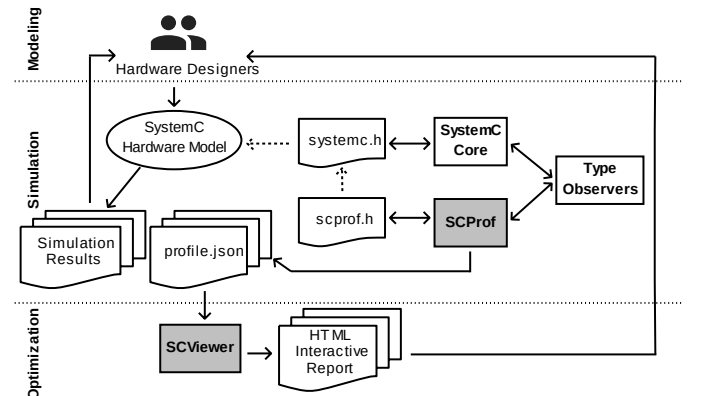 Modeling
Hardware Designers
Simulation
SystemC
Hardware Model
systemc.h
SystemC
Core
Type
Observers
scprof.h
SCProf
Simulation
Results
profile.json
Optimization
SCViewer
HTML
Interactive
Report